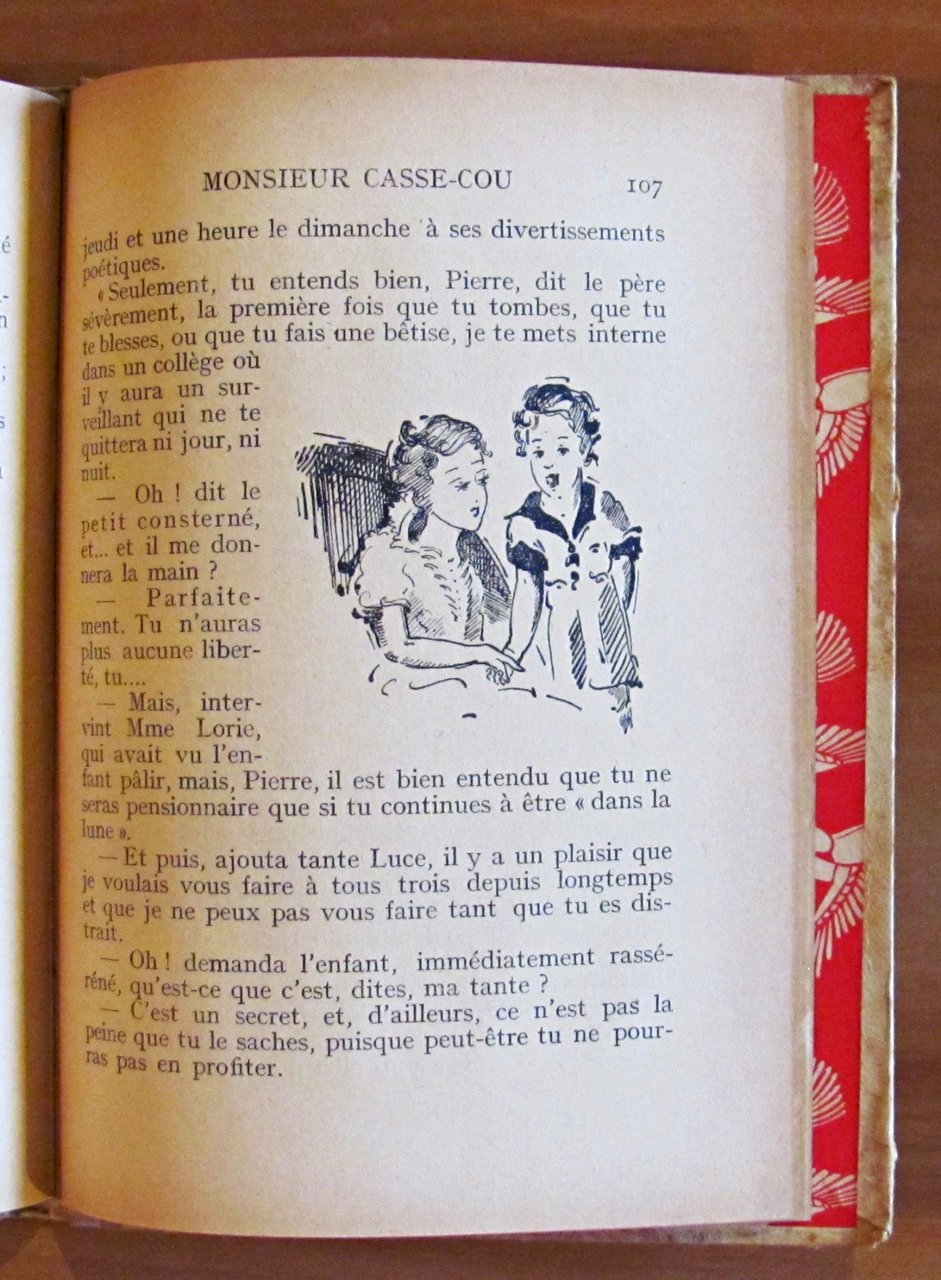 MONSIEUR CASSE-COU 107
jeudi et une heure le dimanche à ses divertissements
poétiques.
« Seulement, tu entends bien, Pierre, dit le père
sévèrement, la première fois que tu tombes, que tu
te blesses, ou que tu fais une bêtise, je te mets interne
dans un collège où
il y aura un sur-
veillant qui ne te
quittera ni jour, ni
nuit.
— Oh ! dit le
petit consterné,
et... et il me don-
nera la main ?
— Parfaite-
ment. Tu n'auras
plus aucune liber-
té, tu....
— Mais, inter-
vint Mme Lorie,
qui avait vu l'en-
fant pâlir, mais, Pierre, il est bien entendu que tu ne
seras pensionnaire que si tu continues à être « dans la
lune ».
— Et puis, ajouta tante Luce, il y a un plaisir que
je voulais vous faire à tous trois depuis longtemps
et que je ne peux pas vous faire tant que tu es dis-
trait.
— Oh ! demanda l'enfant, immédiatement rassé-
réné, qu'est-ce que c'est, dites, ma tante ?
— C'est un secret, et, d'ailleurs, ce n'est pas la
peine que tu le saches, puisque peut-être tu ne pour-
ras pas en profiter.